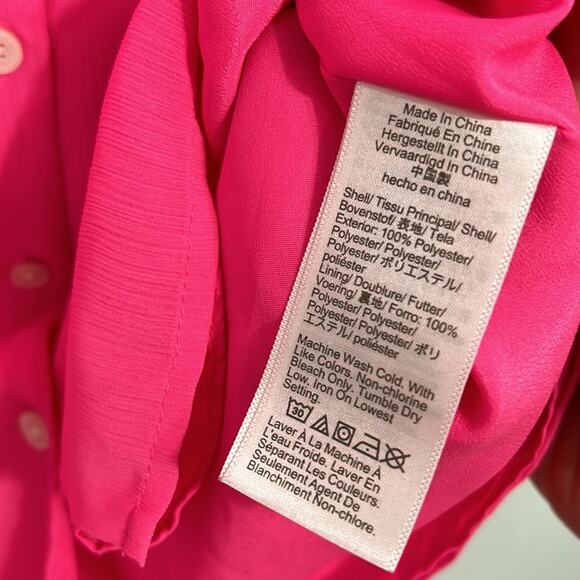 Made In China
Fabriqué En Chine
Hergestellt In China
Vervaardigd In China
中国製
hecho en china
Shell/ Tissu Principal/ Shell/
Bovenstof/ 表地/ Tela
Exterior: 100% Polyester/
Polyester/ Polyester/
Polyester/ ポリエステル/
poliéster
Lining/ Doublure/ Futter/
Voering/ 裏地/ Forro: 100%
Polyester/ Polyester/
Polyester/ Polyester/ ポリ
エステル/ poliéster
Machine Wash Cold. With
Like Colors. Non-chlorine
Bleach Only. Tumble Dry
Low. Iron On Lowest
Setting.
30
Laver À La Machine À
L'eau Froide. Laver En
Séparant Les Couleurs.
Seulement Agent De
Blanchiment Non-chlore.